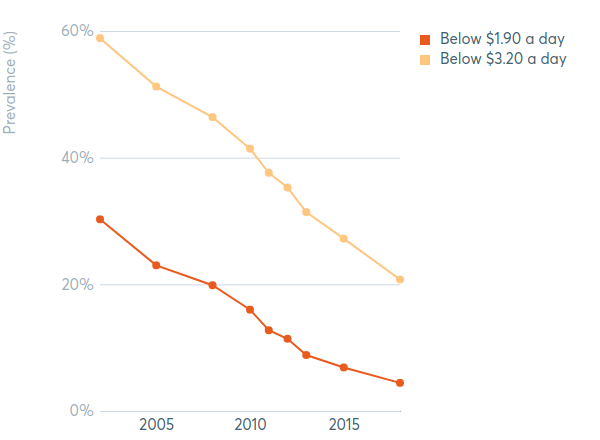 Prevalence (%)
60%
40%
20%
0%
2005 2010 2015
Below $1.90 a day
Below $3.20 a day